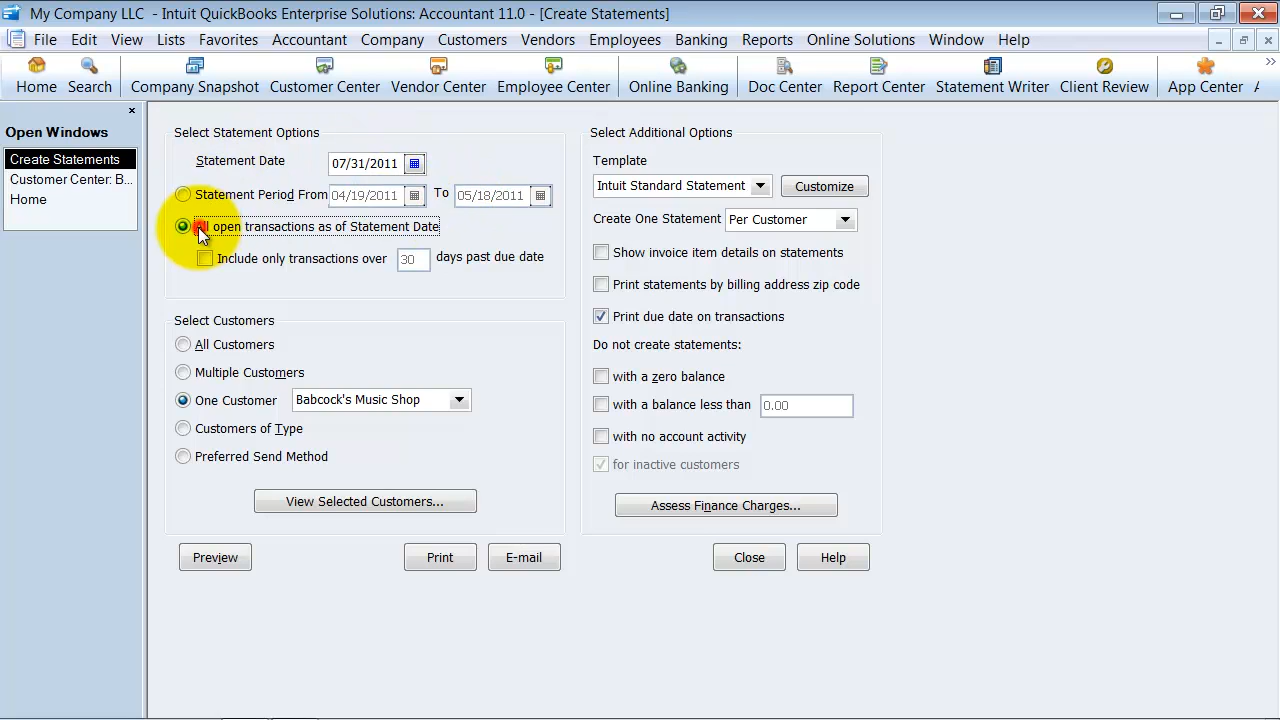 My Company LLC - Intuit QuickBooks Enterprise Solutions: Accountant 11.0 - [Create Statements]
File Edit View Lists Favorites Accountant Company Customers Vendors Employees Banking Reports Online Solutions Window Help
Home Search Company Snapshot Customer Center Vendor Center Employee Center Online Banking Doc Center Report Center Statement Writer Client Review App Center
Open Windows
Create Statements
Customer Center: B...
Home
Select Statement Options
Statement Date 07/31/2011
Statement Period From 04/19/2011 To 05/18/2011
open transactions as of Statement Date
Include only transactions over 30 days past due date
Select Customers
All Customers
Multiple Customers
One Customer Babcock's Music Shop
Customers of Type
Preferred Send Method
View Selected Customers...
Preview Print E-mail
Select Additional Options
Template
Intuit Standard Statement Customize
Create One Statement Per Customer
Show invoice item details on statements
Print statements by billing address zip code
Print due date on transactions
Do not create statements:
with a zero balance
with a balance less than 0.00
with no account activity
for inactive customers
Assess Finance Charges...
Close Help